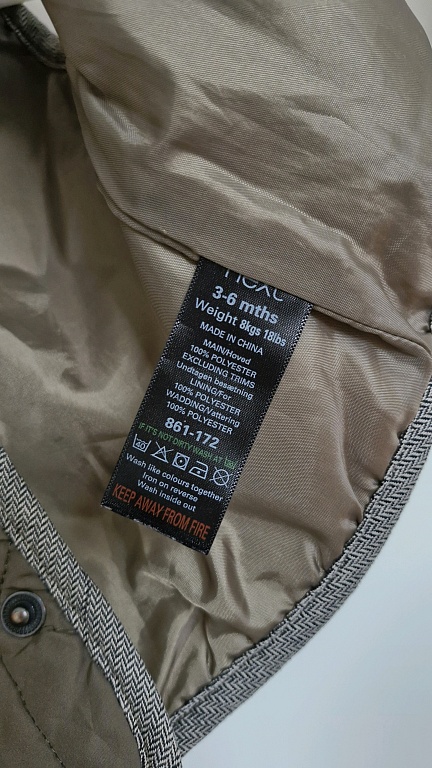 next
3-6 mths
Weight 8kgs 18lbs
MADE IN CHINA
MAIN/Hoved
100% POLYESTER
EXCLUDING TRIMS
Undtagen besætning
LINING/For
100% POLYESTER
WADDING/Vattering
100% POLYESTER
861-172
IF IT'S NOT DIRTY WASH AT
Wash like colours together
Iron on reverse
Wash inside out
KEEP AWAY FROM FIRE